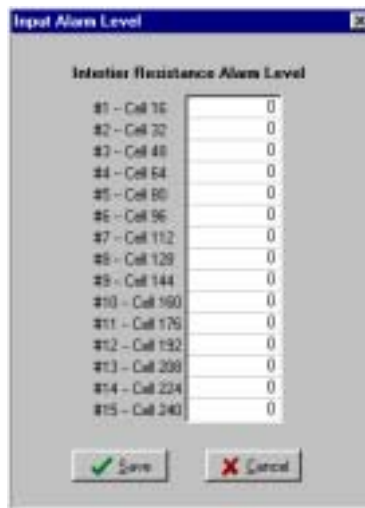 Input Alarm Level
Intertier Resistance Alarm Level
#1 - Cell 16 0
#2 - Cell 32 0
#3 - Cell 48 0
#4 - Cell 64 0
#5 - Cell 80 0
#6 - Cell 96 0
#7 - Cell 112 0
#8 - Cell 128 0
#9 - Cell 144 0
#10 - Cell 160 0
#11 - Cell 176 0
#12 - Cell 192 0
#13 - Cell 208 0
#14 - Cell 224 0
#15 - Cell 240 0
Save Cancel